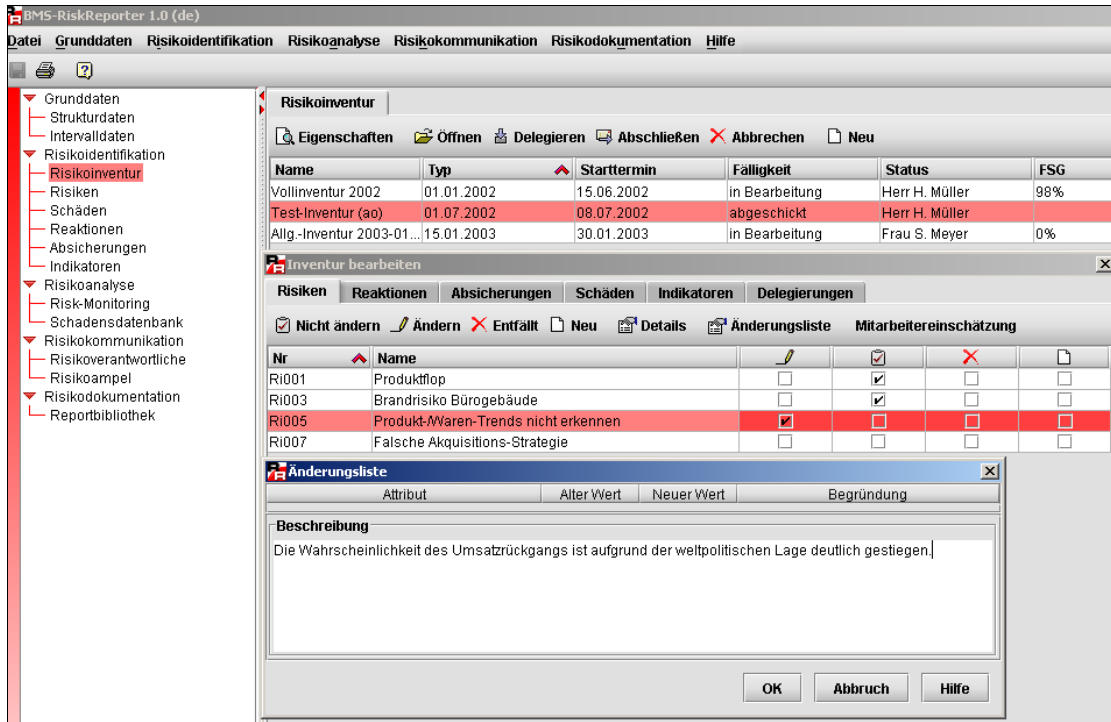 BMS-RiskReporter 1.0 (de)
Datei Grunddaten Risikoidentifikation Risikoanalyse Risikokommunikation Risikodokumentation Hilfe
Grunddaten
Strukturdaten
Intervalldaten
Risikoidentifikation
Risikoinventur
Risiken
Schäden
Reaktionen
Absicherungen
Indikatoren
Risikoanalyse
Risk-Monitoring
Schadensdatenbank
Risikokommunikation
Risikoverantwortliche
Risikoampel
Risikodokumentation
Reportbibliothek
Risikoinventur
Eigenschaften Öffnen Delegieren Abschließen Abbrechen Neu
Name Typ Starttermin Fälligkeit Status FSG
Vollinventur 2002 01.01.2002 15.06.2002 in Bearbeitung Herr H. Müller 98%
Test-Inventur (ao) 01.07.2002 08.07.2002 abgeschickt Herr H. Müller
Allg.-Inventur 2003-01... 15.01.2003 30.01.2003 in Bearbeitung Frau S. Meyer 0%
Inventur bearbeiten
Risiken Reaktionen Absicherungen Schäden Indikatoren Delegierungen
Nicht ändern Ändern Entfällt Neu Details Änderungsliste Mitarbeitereinschätzung
Nr Name
Ri001 Produktflop
Ri003 Brandrisiko Bürogebäude
Ri005 Produkt-/Waren-Trends nicht erkennen
Ri007 Falsche Akquisitions-Strategie
Änderungsliste
Attribut Alter Wert Neuer Wert Begründung
Beschreibung
Die Wahrscheinlichkeit des Umsatzrückgangs ist aufgrund der weltpolitischen Lage deutlich gestiegen.
OK Abbruch Hilfe